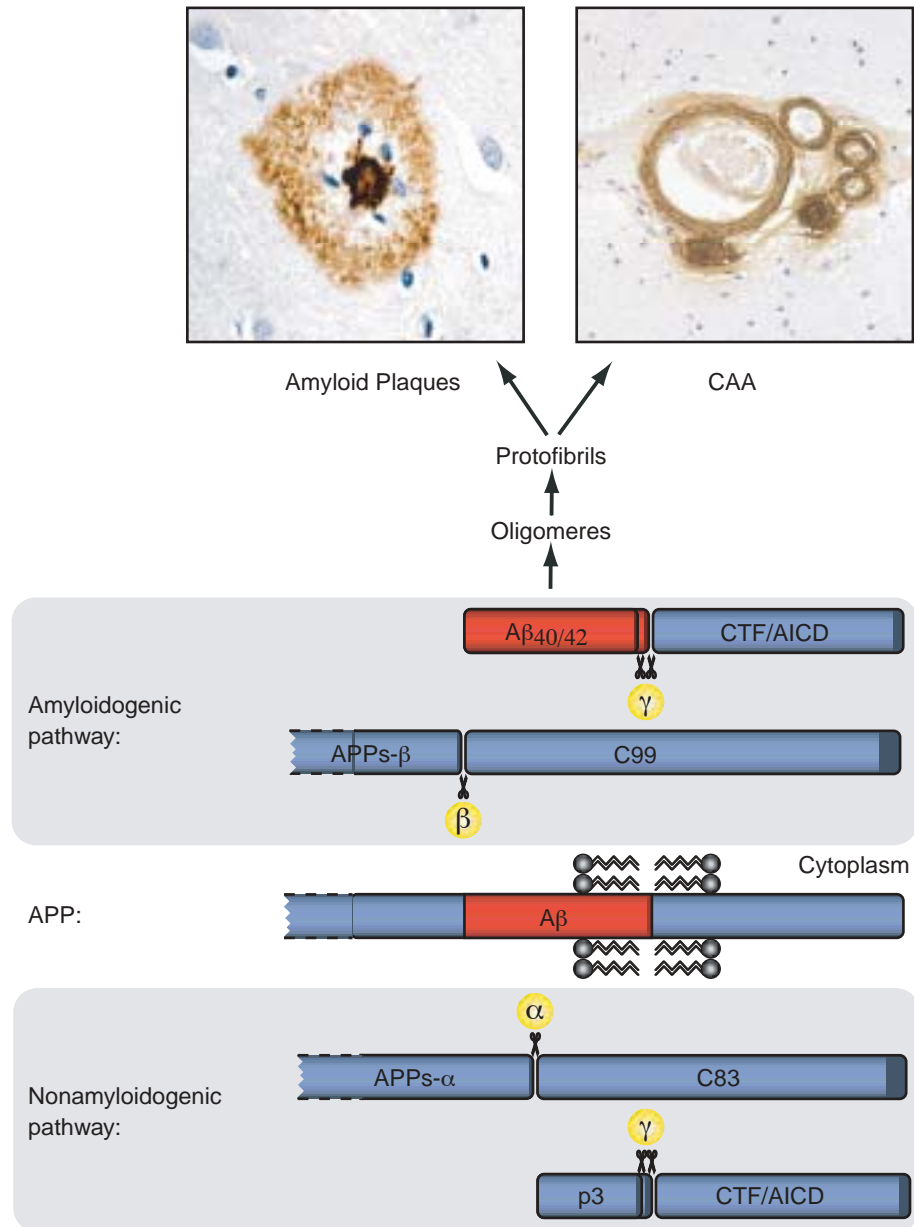 Amyloid Plaques
CAA
Protofibrils
Oligomeres
Aβ40/42
CTF/AICD
γ
Amyloidogenic
pathway:
APPs-β
C99
β
Cytoplasm
APP:
Aβ
α
APPs-α
C83
Nonamyloidogenic
pathway:
γ
p3
CTF/AICD